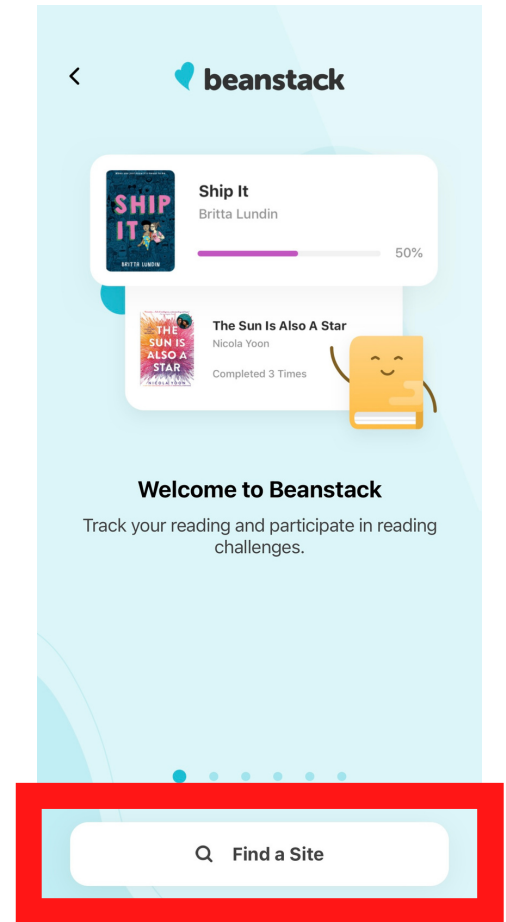 beanstack
SHIP
IT
BRITTA LUNDIN
Ship It
Britta Lundin
50%
THE
SUN IS
ALSO A
STAR
NICOLA YOON
The Sun Is Also A Star
Nicola Yoon
Completed 3 Times
Welcome to Beanstack
Track your reading and participate in reading
challenges.
Find a Site